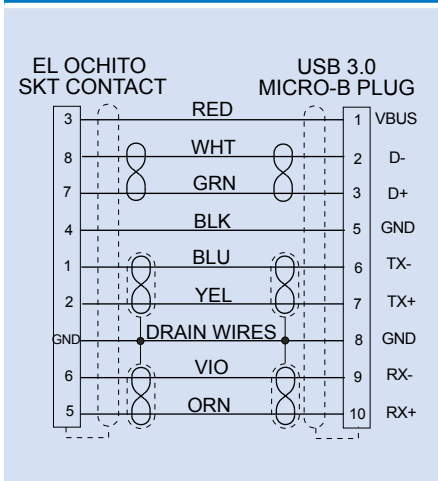 EL OCHITO
SKT CONTACT
USB 3.0
MICRO-B PLUG
3 RED 1 VBUS
8 WHT 2 D-
7 GRN 3 D+
4 BLK 5 GND
1 BLU 6 TX-
2 YEL 7 TX+
GND DRAIN WIRES 8 GND
6 VIO 9 RX-
5 ORN 10 RX+